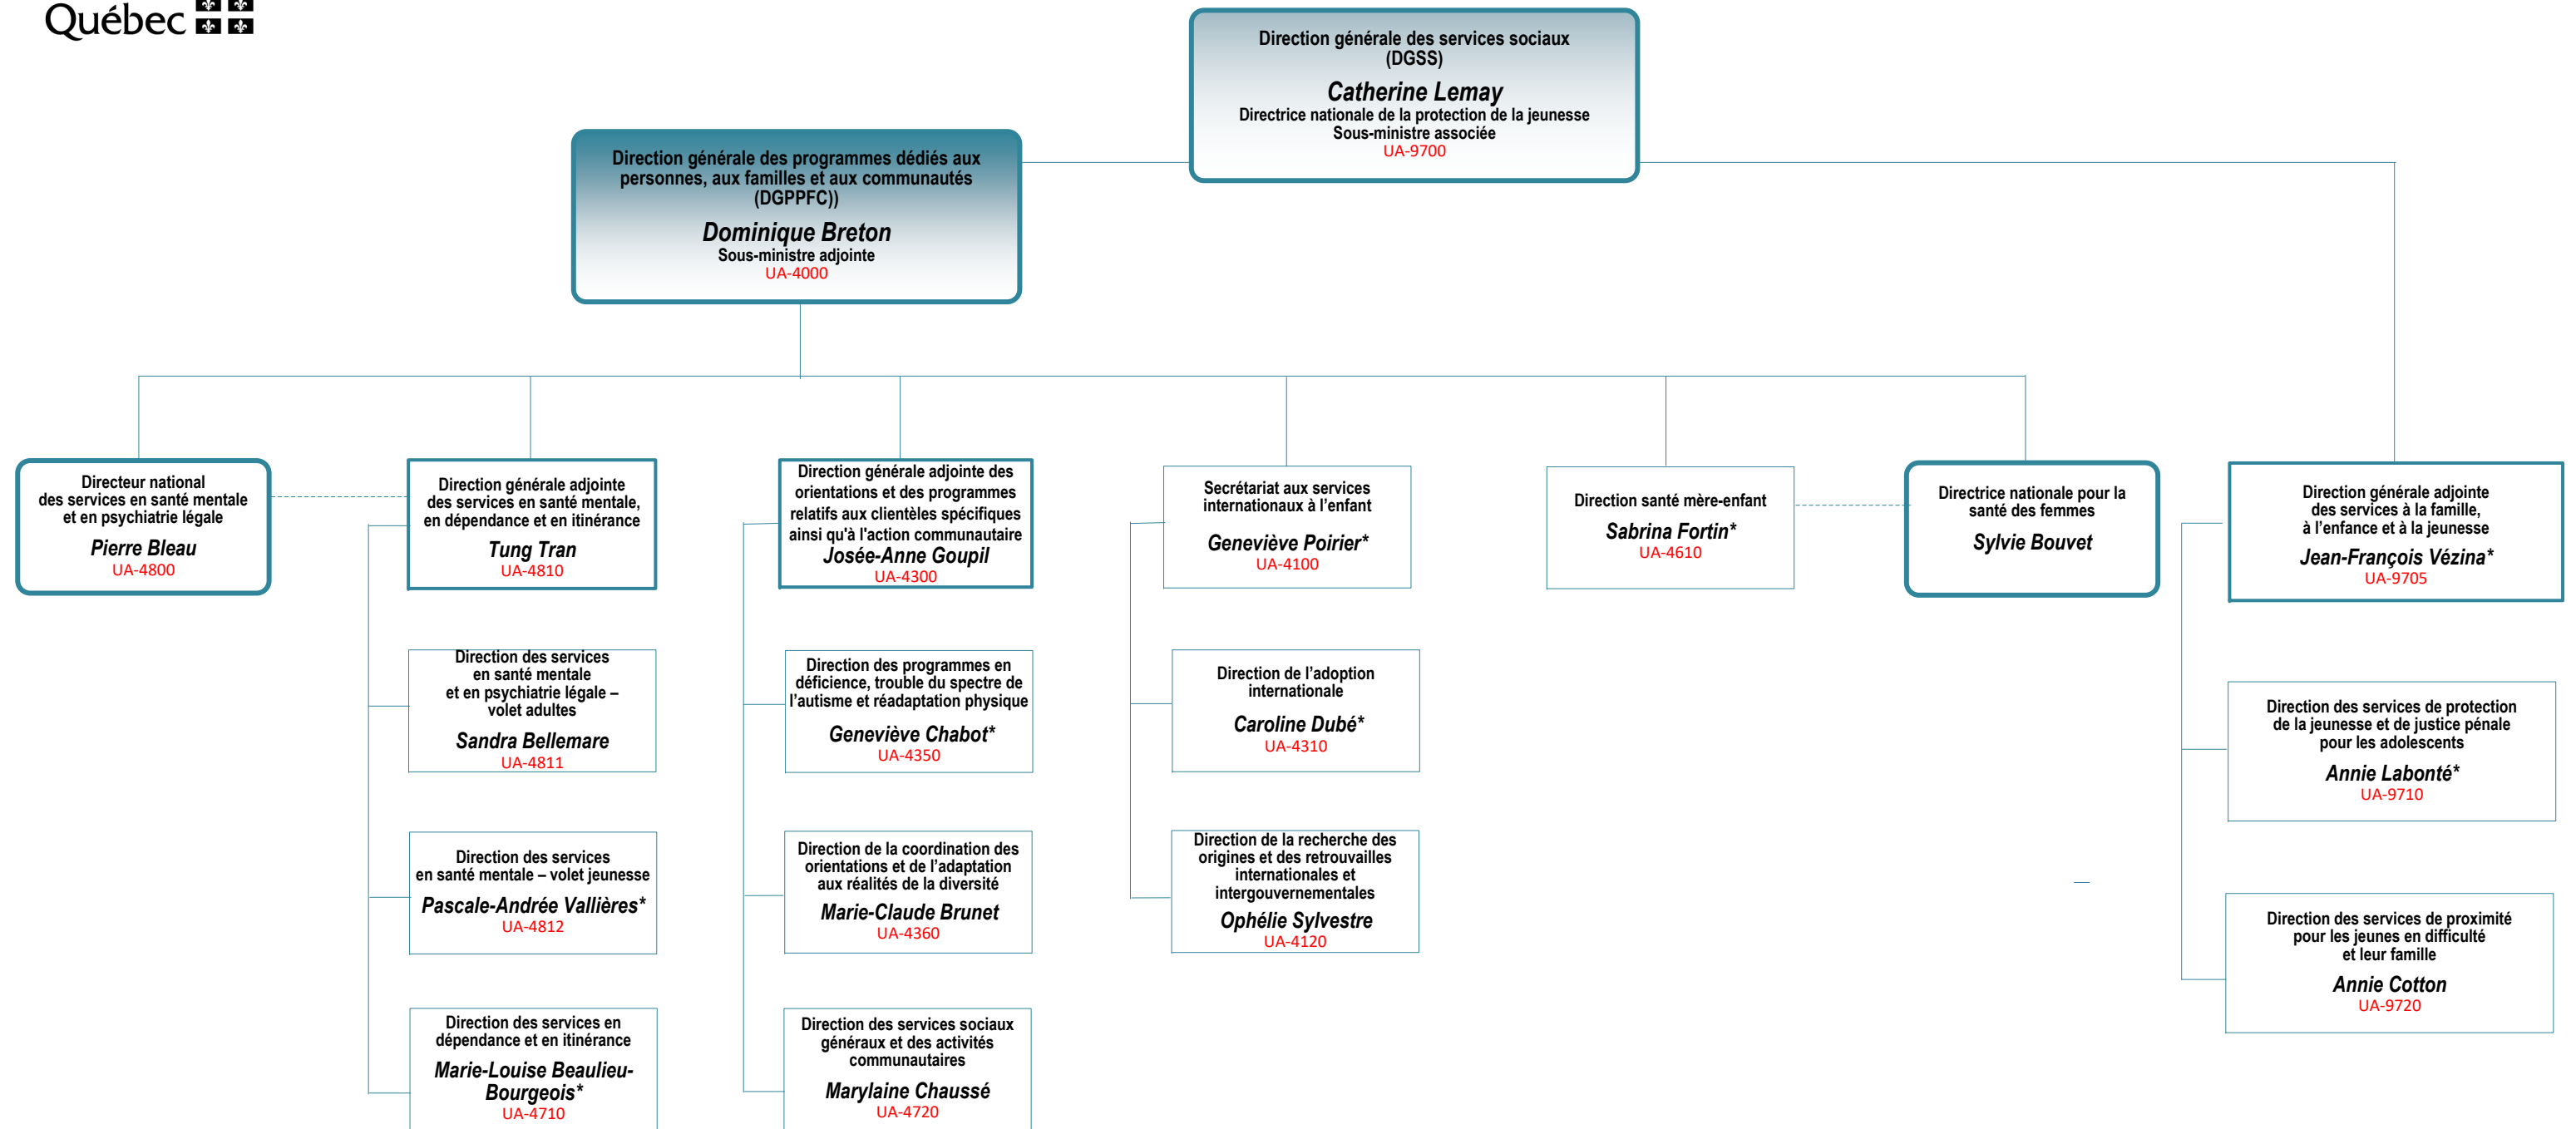 Québec
Direction générale des services sociaux
(DGSS)
Catherine Lemay
Directrice nationale de la protection de la jeunesse
Sous-ministre associée
UA-9700
Direction générale des programmes dédiés aux
personnes, aux familles et aux communautés
(DGPPFC))
Dominique Breton
Sous-ministre adjointe
UA-4000
Directeur national
des services en santé mentale
et en psychiatrie légale
Pierre Bleau
UA-4800
Direction générale adjointe
des services en santé mentale,
en dépendance et en itinérance
Tung Tran
UA-4810
Direction générale adjointe des
orientations et des programmes
relatifs aux clientèles spécifiques
ainsi qu'à l'action communautaire
Josée-Anne Goupil
UA-4300
Secrétariat aux services
internationaux à l’enfant
Geneviève Poirier*
UA-4100
Direction santé mère-enfant
Sabrina Fortin*
UA-4610
Directrice nationale pour la
santé des femmes
Sylvie Bouvet
Direction générale adjointe
des services à la famille,
à l’enfance et à la jeunesse
Jean-François Vézina*
UA-9705
Direction des services
en santé mentale
et en psychiatrie légale –
volet adultes
Sandra Bellemare
UA-4811
Direction des programmes en
déficience, trouble du spectre de
l’autisme et réadaptation physique
Geneviève Chabot*
UA-4350
Direction de l’adoption
internationale
Caroline Dubé*
UA-4310
Direction des services de protection
de la jeunesse et de justice pénale
pour les adolescents
Annie Labonté*
UA-9710
Direction des services
en santé mentale – volet jeunesse
Pascale-Andrée Vallières*
UA-4812
Direction de la coordination des
orientations et de l’adaptation
aux réalités de la diversité
Marie-Claude Brunet
UA-4360
Direction de la recherche des
origines et des retrouvailles
internationales et
intergouvernementales
Ophélie Sylvestre
UA-4120
Direction des services de proximité
pour les jeunes en difficulté
et leur famille
Annie Cotton
UA-9720
Direction des services en
dépendance et en itinérance
Marie-Louise Beaulieu-
Bourgeois*
UA-4710
Direction des services sociaux
généraux et des activités
communautaires
Marylaine Chaussé
UA-4720